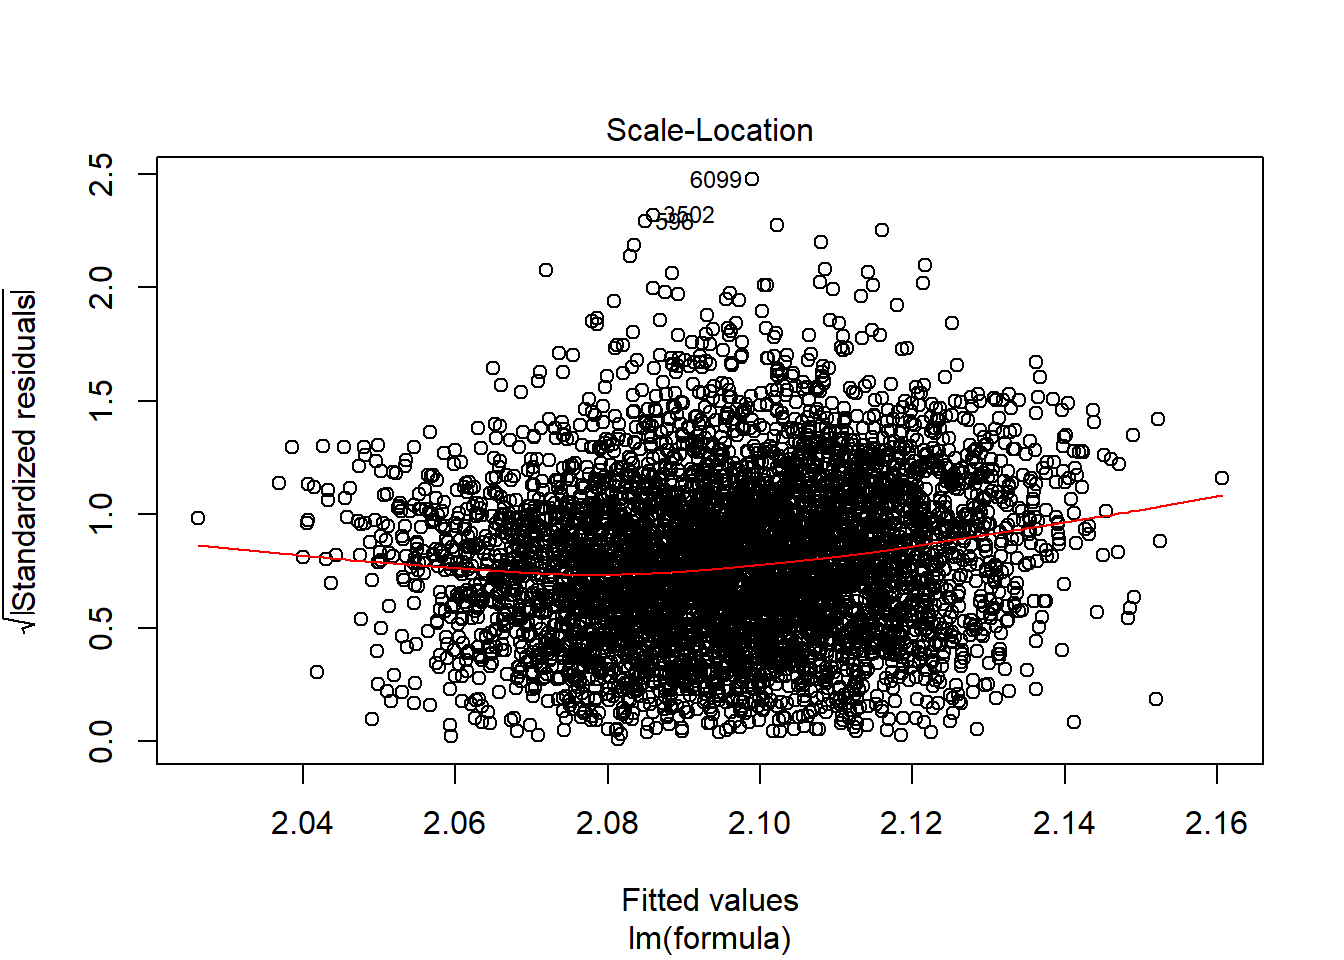 Scale-Location
√|Standardized residuals|
2.5
2.0
1.5
1.0
0.5
0.0
6099
3502
596
2.04 2.06 2.08 2.10 2.12 2.14 2.16
Fitted values
lm(formula)